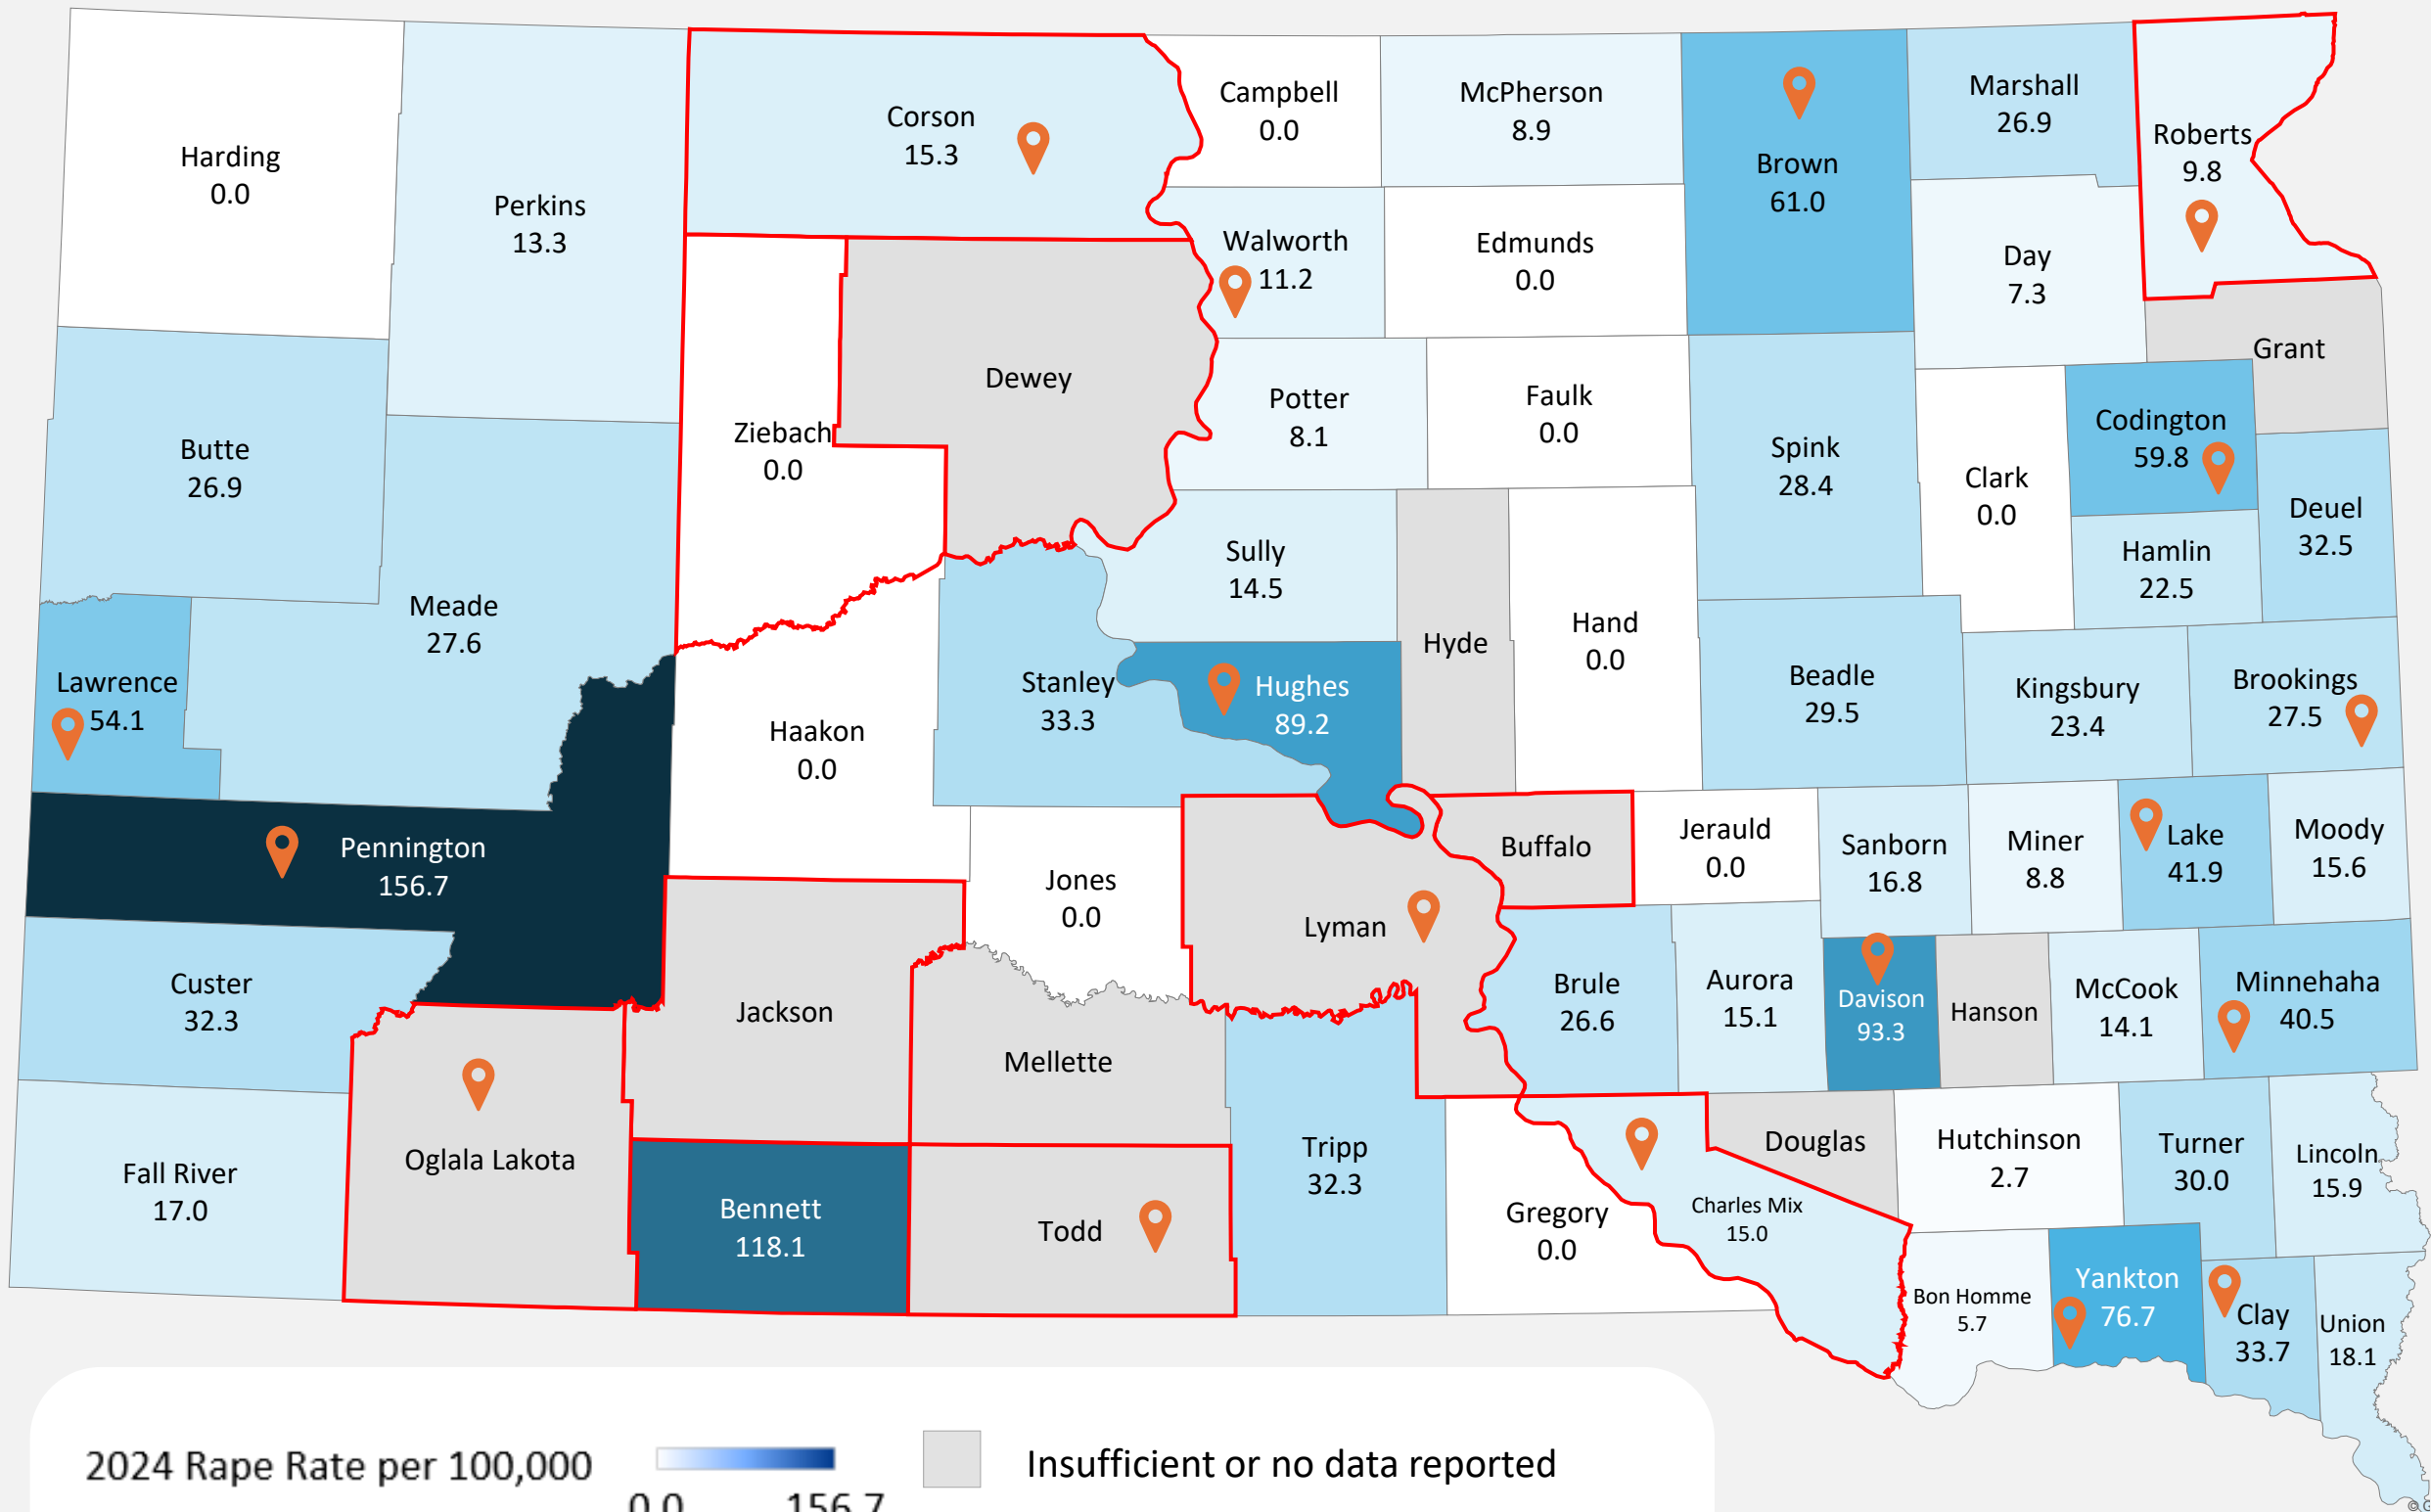 Harding
0.0
Perkins
13.3
Corson
15.3
Campbell
0.0
McPherson
8.9
Brown
61.0
Marshall
26.9
Roberts
9.8
Walworth
11.2
Edmunds
0.0
Day
7.3
Grant
Butte
26.9
Meade
27.6
Ziebach
0.0
Dewey
Potter
8.1
Faulk
0.0
Spink
28.4
Clark
0.0
Codington
59.8
Deuel
32.5
Hamlin
22.5
Sully
14.5
Hyde
Hand
0.0
Lawrence
54.1
Haakon
0.0
Stanley
33.3
Hughes
89.2
Beadle
29.5
Kingsbury
23.4
Brookings
27.5
Pennington
156.7
Jones
0.0
Lyman
Buffalo
Jerauld
0.0
Sanborn
16.8
Miner
8.8
Lake
41.9
Moody
15.6
Custer
32.3
Jackson
Mellette
Brule
26.6
Aurora
15.1
Davison
93.3
Hanson
McCook
14.1
Minnehaha
40.5
Fall River
17.0
Oglala Lakota
Bennett
118.1
Todd
Tripp
32.3
Gregory
0.0
Charles Mix
15.0
Douglas
Hutchinson
2.7
Turner
30.0
Lincoln
15.9
Bon Homme
5.7
Yankton
76.7
Clay
33.7
Union
18.1
2024 Rape Rate per 100,000
0.0 156.7
Insufficient or no data reported